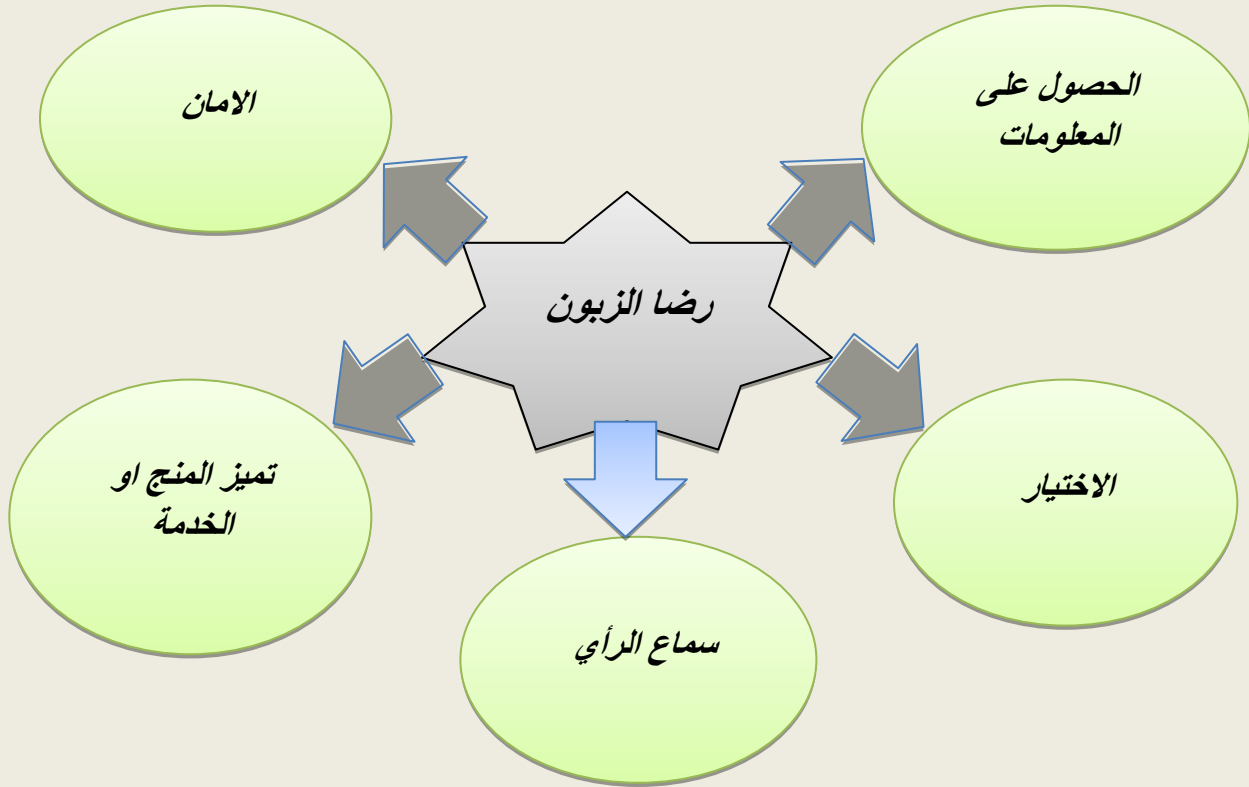 الحصول على
المعلومات
الامان
رضا الزبون
الاختيار
تميز المنج او
الخدمة
سماع الرأي